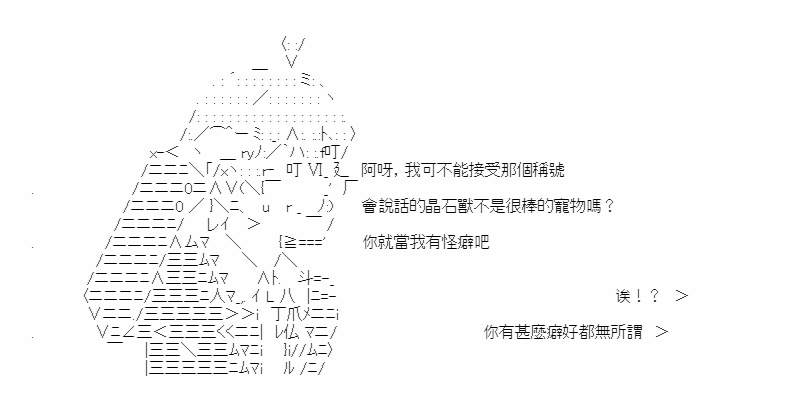 阿呀，我可不能接受那個稱號
會說話的晶石獸不是很棒的寵物嗎？
你就當我有怪癖吧
诶！？　＞
你有甚麼癖好都無所謂　＞